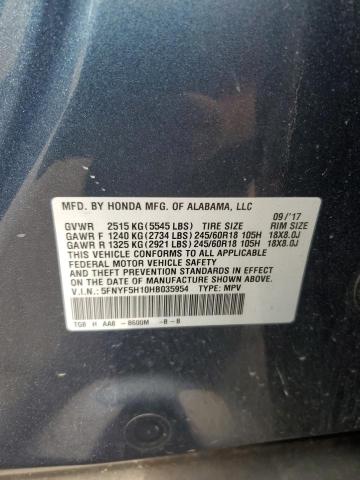 MFD. BY HONDA MFG. OF ALABAMA, LLC
09/'17
GVWR 2515 KG (5545 LBS) TIRE SIZE RIM SIZE
GAWR F 1240 KG (2734 LBS) 245/60R18 105H 18X8.0J
GAWR R 1325 KG (2921 LBS) 245/60R18 105H 18X8.0J
THIS VEHICLE CONFORMS TO ALL APPLICABLE
FEDERAL MOTOR VEHICLE SAFETY
AND THEFT PREVENTION STANDARDS IN EFFECT
ON THE DATE OF MANUFACTURE SHOWN ABOVE.
V.I.N.: 5FNYF5H10HB035954 TYPE: MPV
TG8 H AA8 - 8600M -B - B